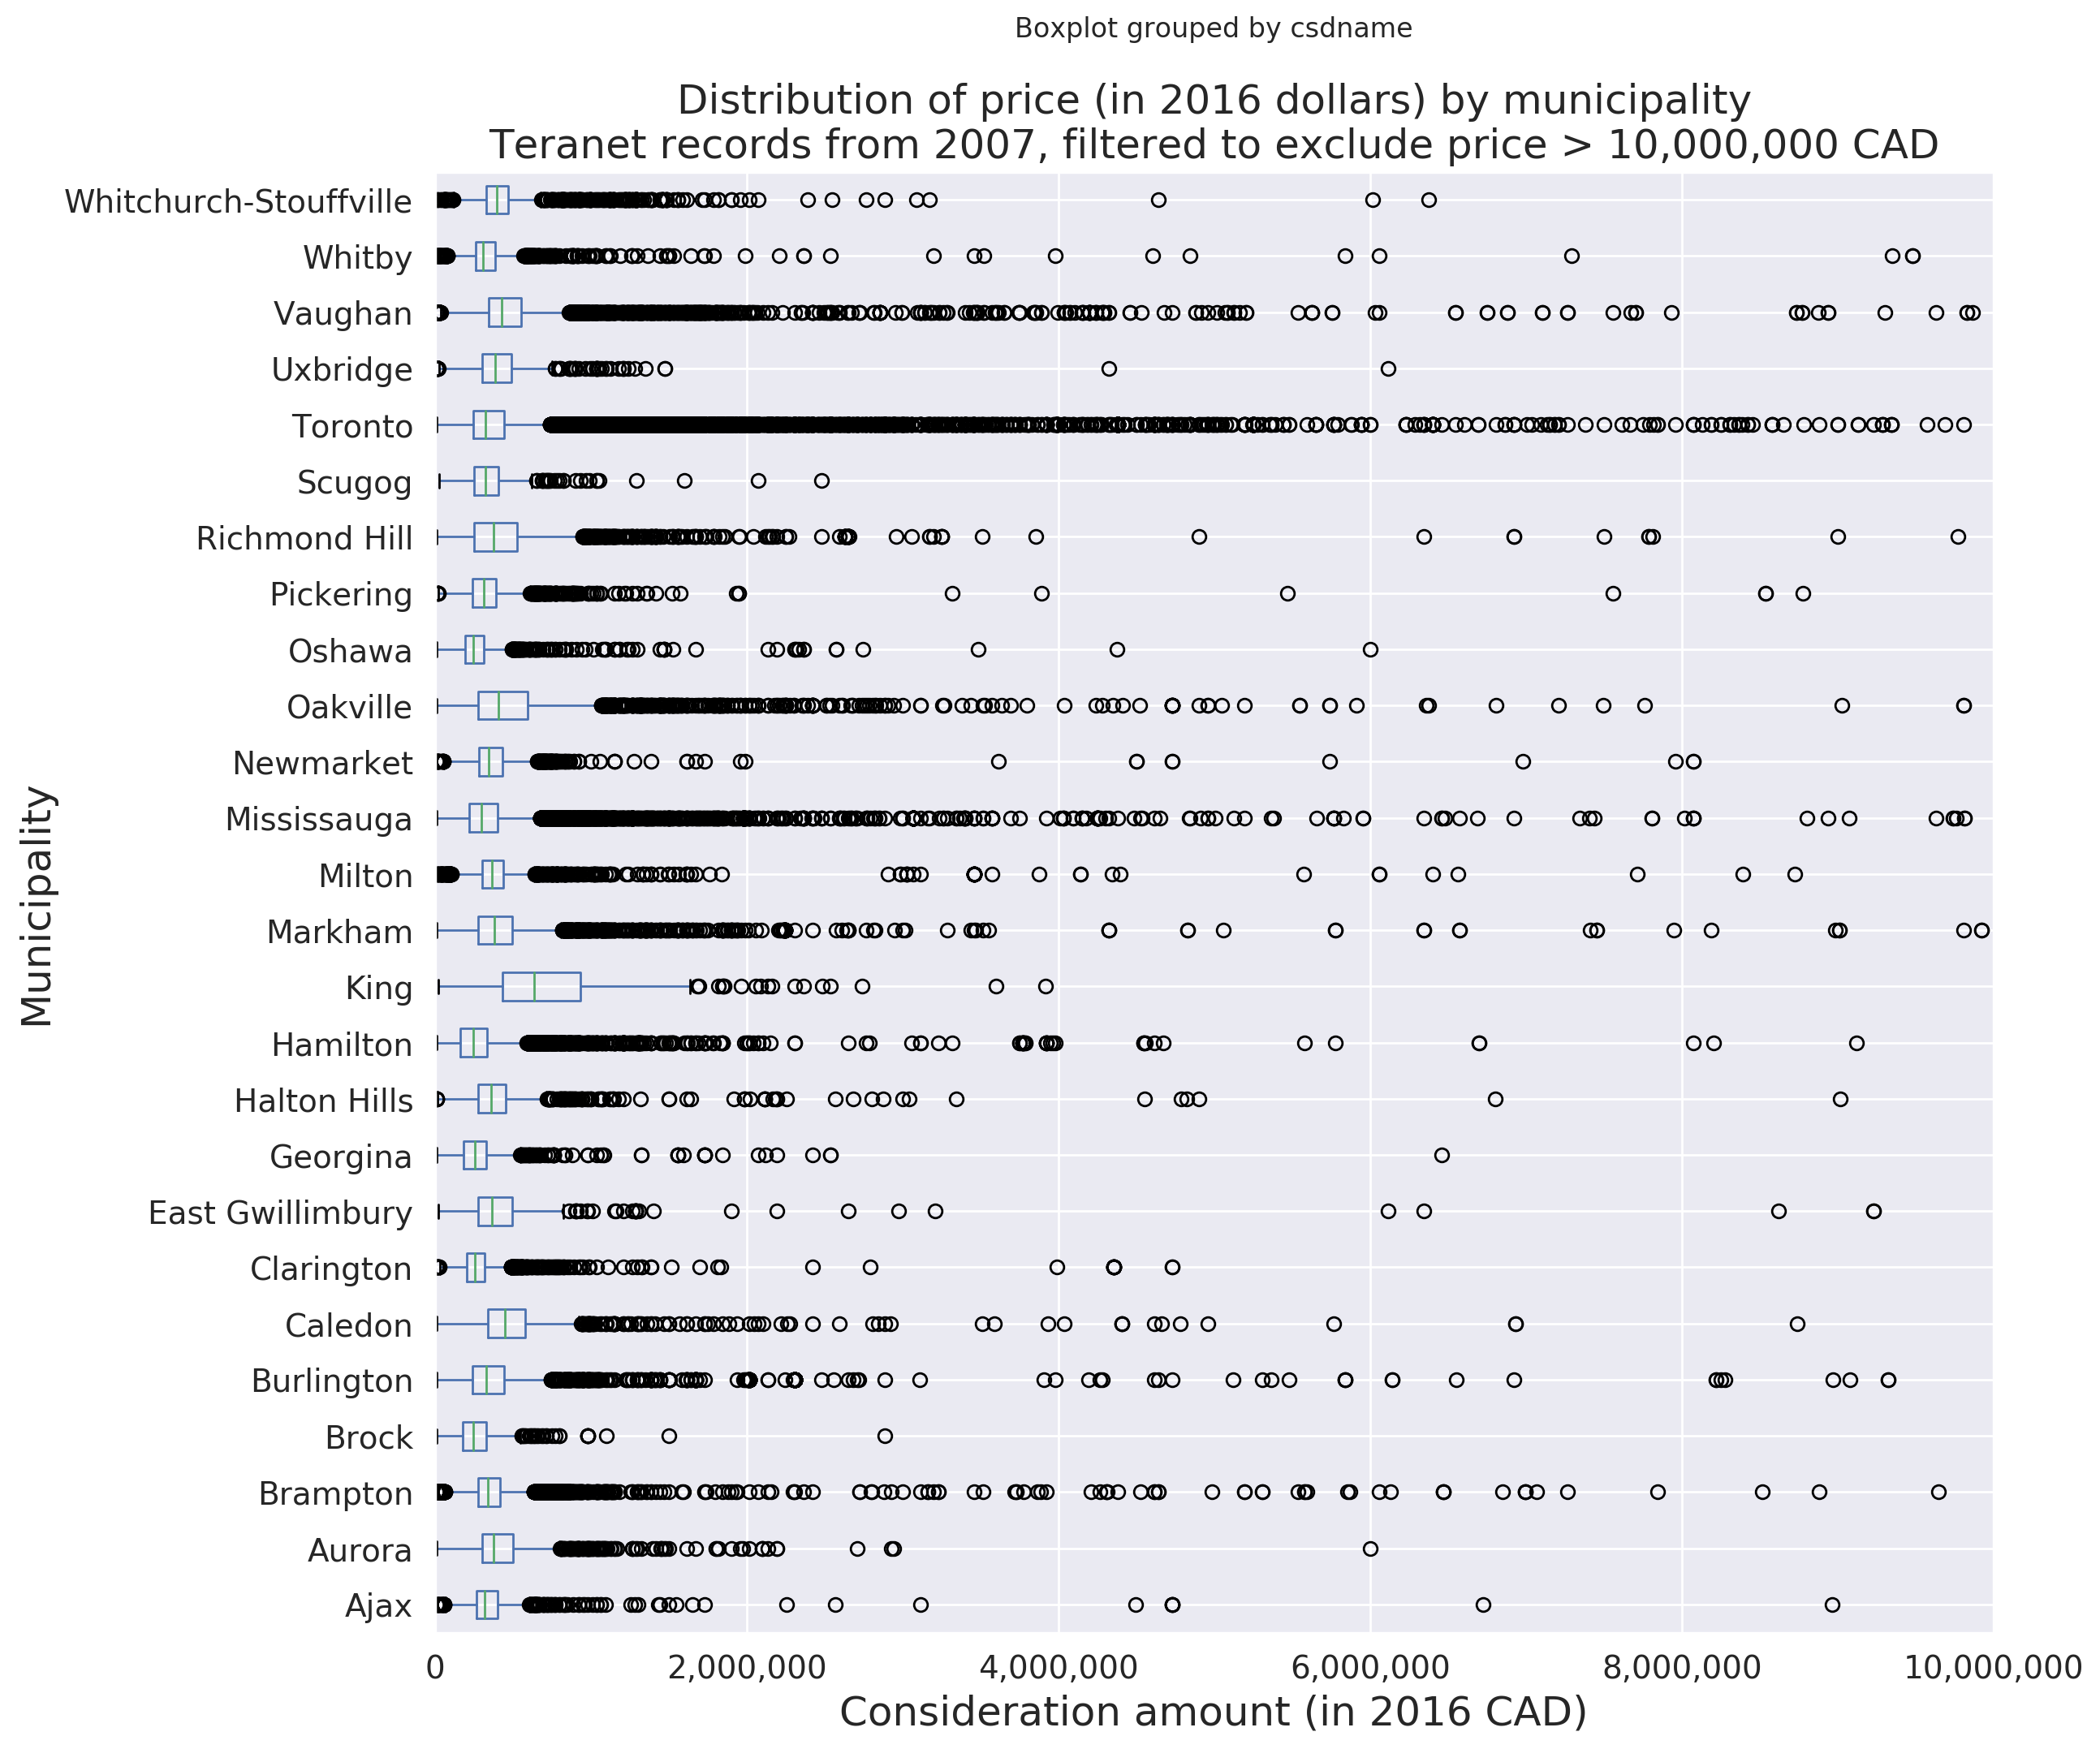 Boxplot grouped by csdname
Distribution of price (in 2016 dollars) by municipality
Teranet records from 2007, filtered to exclude price > 10,000,000 CAD
Municipality
Whitchurch-Stouffville
Whitby
Vaughan
Uxbridge
Toronto
Scugog
Richmond Hill
Pickering
Oshawa
Oakville
Newmarket
Mississauga
Milton
Markham
King
Hamilton
Halton Hills
Georgina
East Gwillimbury
Clarington
Caledon
Burlington
Brock
Brampton
Aurora
Ajax
0 2,000,000 4,000,000 6,000,000 8,000,000 10,000,000
Consideration amount (in 2016 CAD)